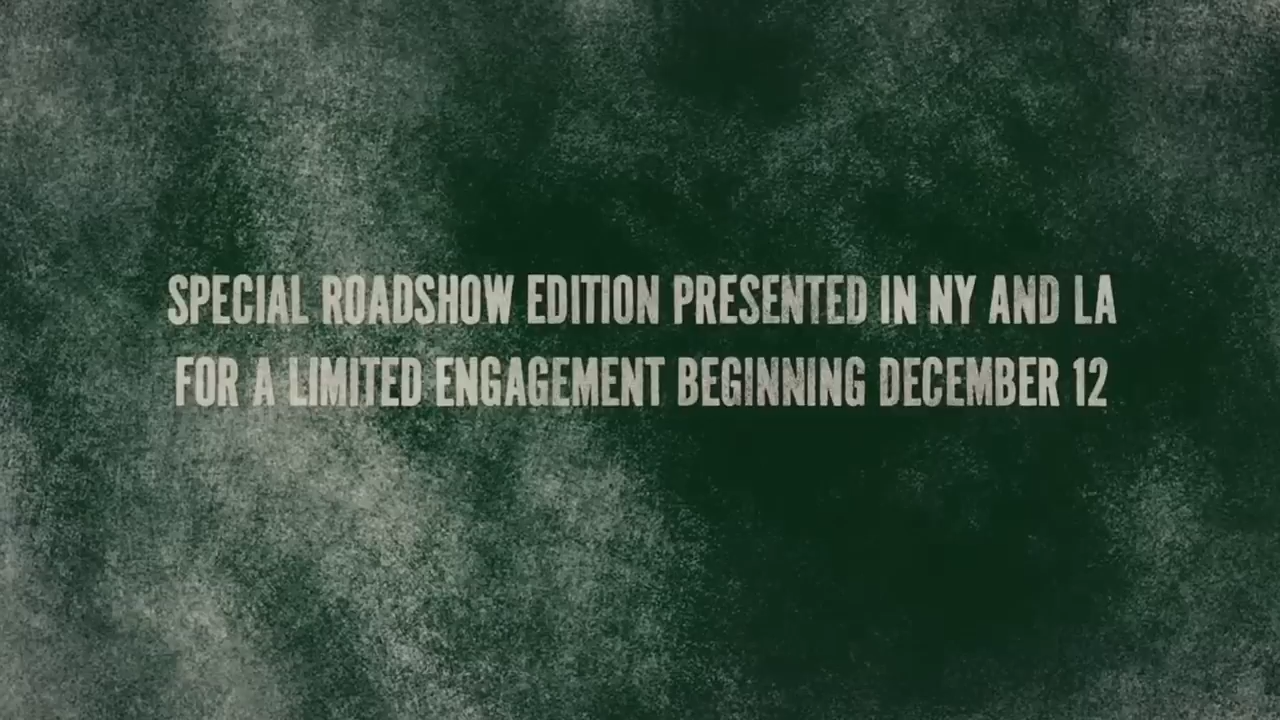 SPECIAL ROADSHOW EDITION PRESENTED IN NY AND LA
FOR A LIMITED ENGAGEMENT BEGINNING DECEMBER 12